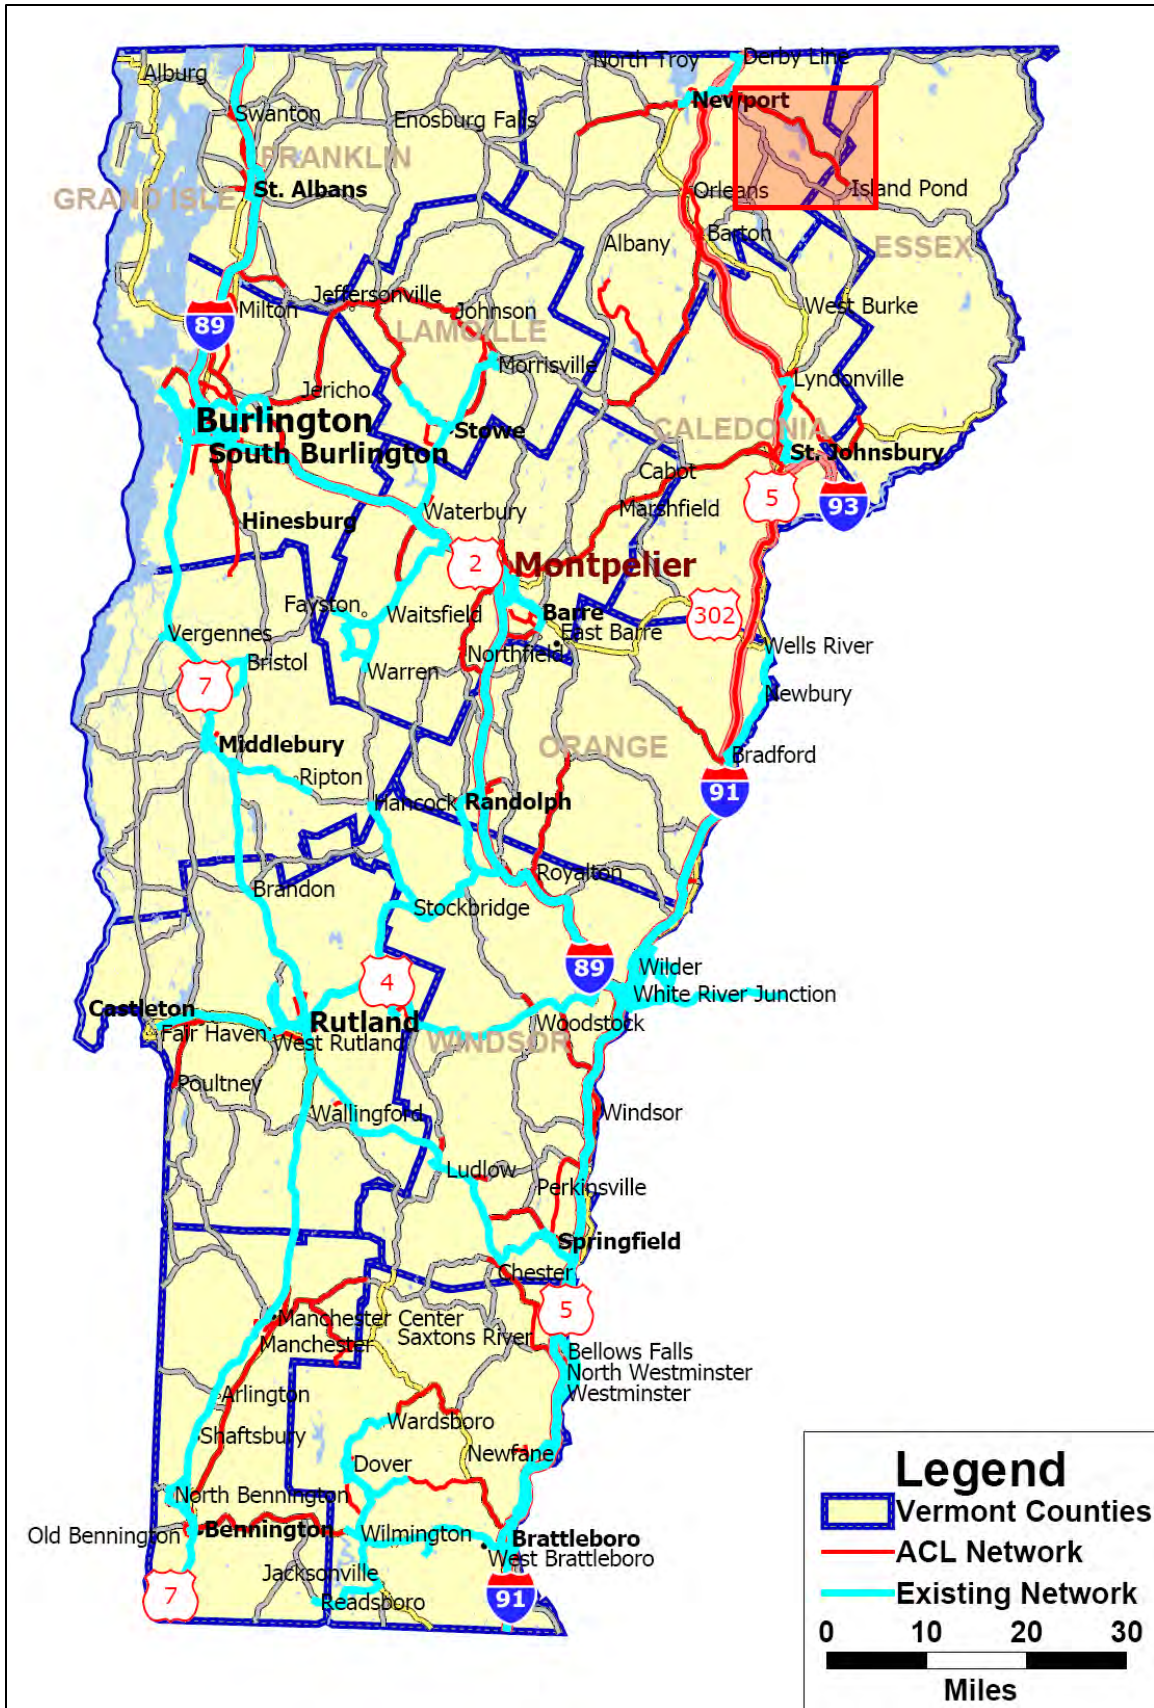 North Troy
Derby Line
Alburg
Newport
Swanton
Enosburg Falls
FRANKLIN
GRAND ISLE
St. Albans
Orleans
Island Pond
Barton
Albany
ESSEX
Jeffersonville
West Burke
89
Milton
Johnson
LAMOILLE
Morrisville
Jericho
Lyndonville
Burlington
Stowe
CALEDONIA
South Burlington
St. Johnsbury
Cabot
5
93
Marshfield
Waterbury
Hinesburg
2
Montpelier
Fayston
Waitsfield
Barre
302
East Barre
Vergennes
Northfield
Wells River
Bristol
Warren
7
Newbury
Middlebury
ORANGE
Bradford
Ripton
91
Hancock
Randolph
Royalton
Brandon
Stockbridge
89
Wilder
4
White River Junction
Castleton
Rutland
Woodstock
Fair Haven
West Rutland
WINDSOR
Poultney
Wallingford
Windsor
Ludlow
Perkinsville
Springfield
Chester
5
Manchester Center
Saxtons River
Manchester
Bellows Falls
North Westminster
Westminster
Arlington
Wardsboro
Shaftsbury
Newfane
Dover
North Bennington
Old Bennington
Bennington
Wilmington
Brattleboro
West Brattleboro
Jacksonville
7
Readsboro
91
Legend
Vermont Counties
ACL Network
Existing Network
0 10 20 30
Miles